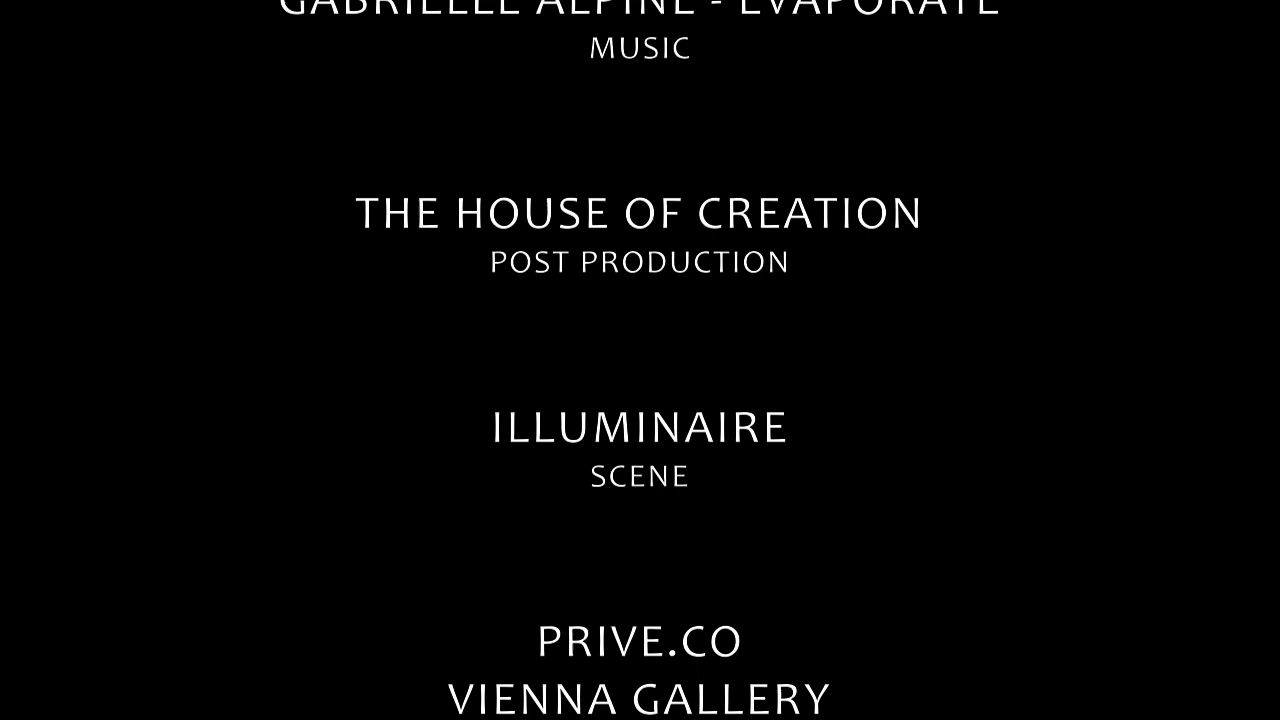 GABRIELLE ALPINE - EVAPORATE
MUSIC
THE HOUSE OF CREATION
POST PRODUCTION
ILLUMINAIRE
SCENE
PRIVE.CO
VIENNA GALLERY